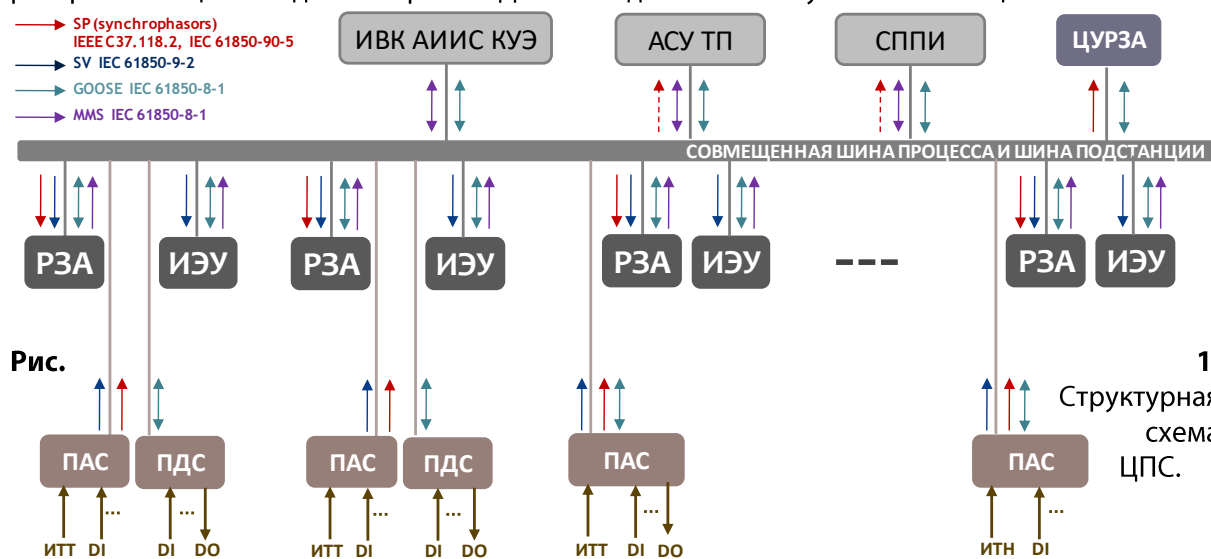 SP (synchrophasors)
IEEE C37.118.2, IEC 61850-90-5
SV IEC 61850-9-2
GOOSE IEC 61850-8-1
MMS IEC 61850-8-1
ИВК АИИС КУЭ
АСУ ТП
СППИ
ЦУРЗА
СОВМЕЩЕННАЯ ШИНА ПРОЦЕССА И ШИНА ПОДСТАНЦИИ
РЗА ИЭУ РЗА ИЭУ РЗА ИЭУ --- РЗА ИЭУ
Рис. 1
Структурная
схема
ЦПС.
ПАС ПДС ПАС ПДС ПАС ПАС
... ... ... ... ... ...
ИТТ DI DI DO ИТТ DI DI DO ИТТ DI DO ИТН DI